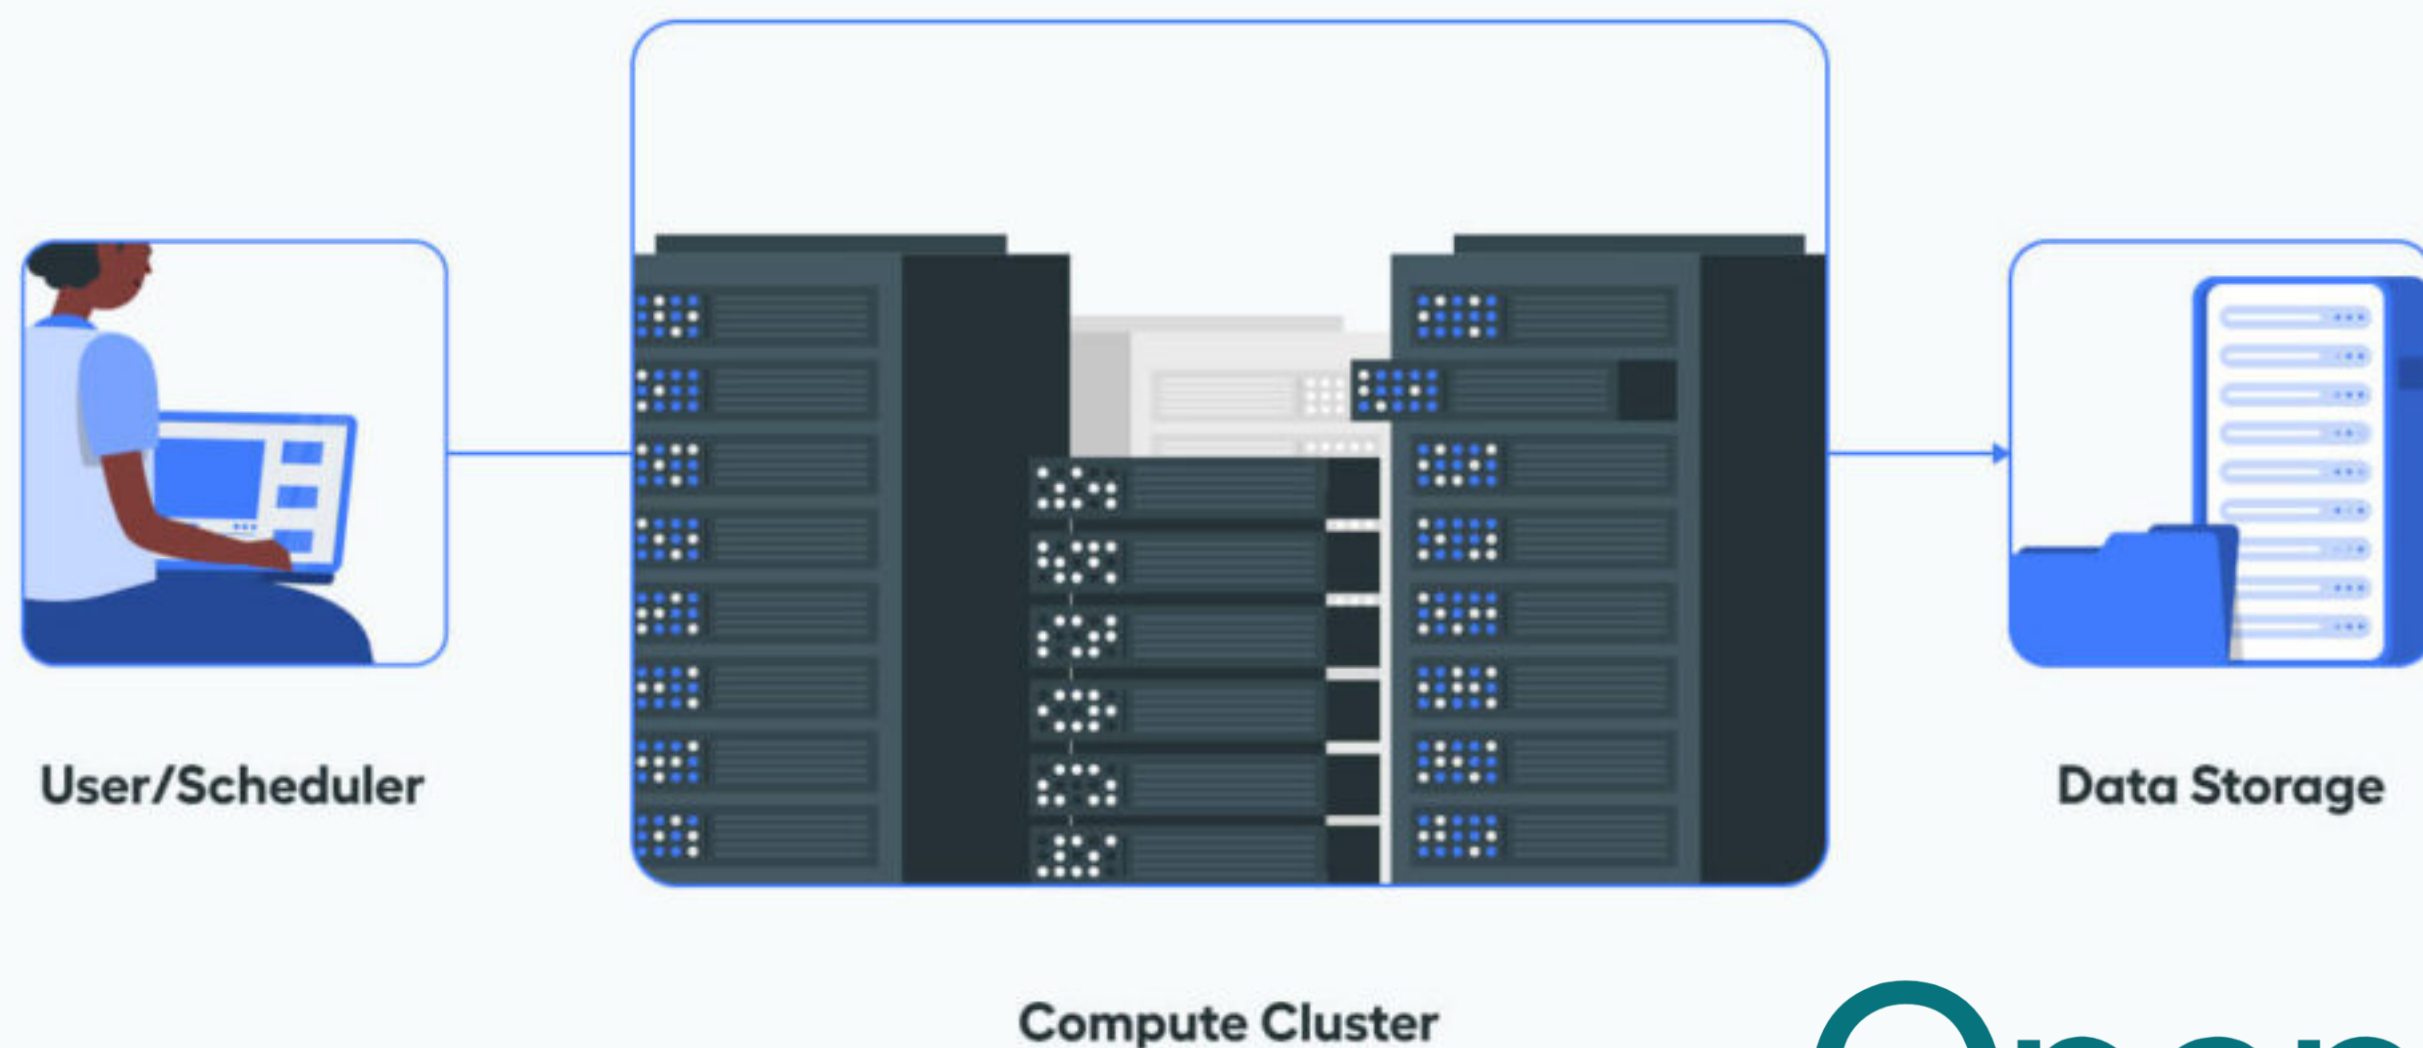 User/Scheduler
Data Storage
Compute Cluster